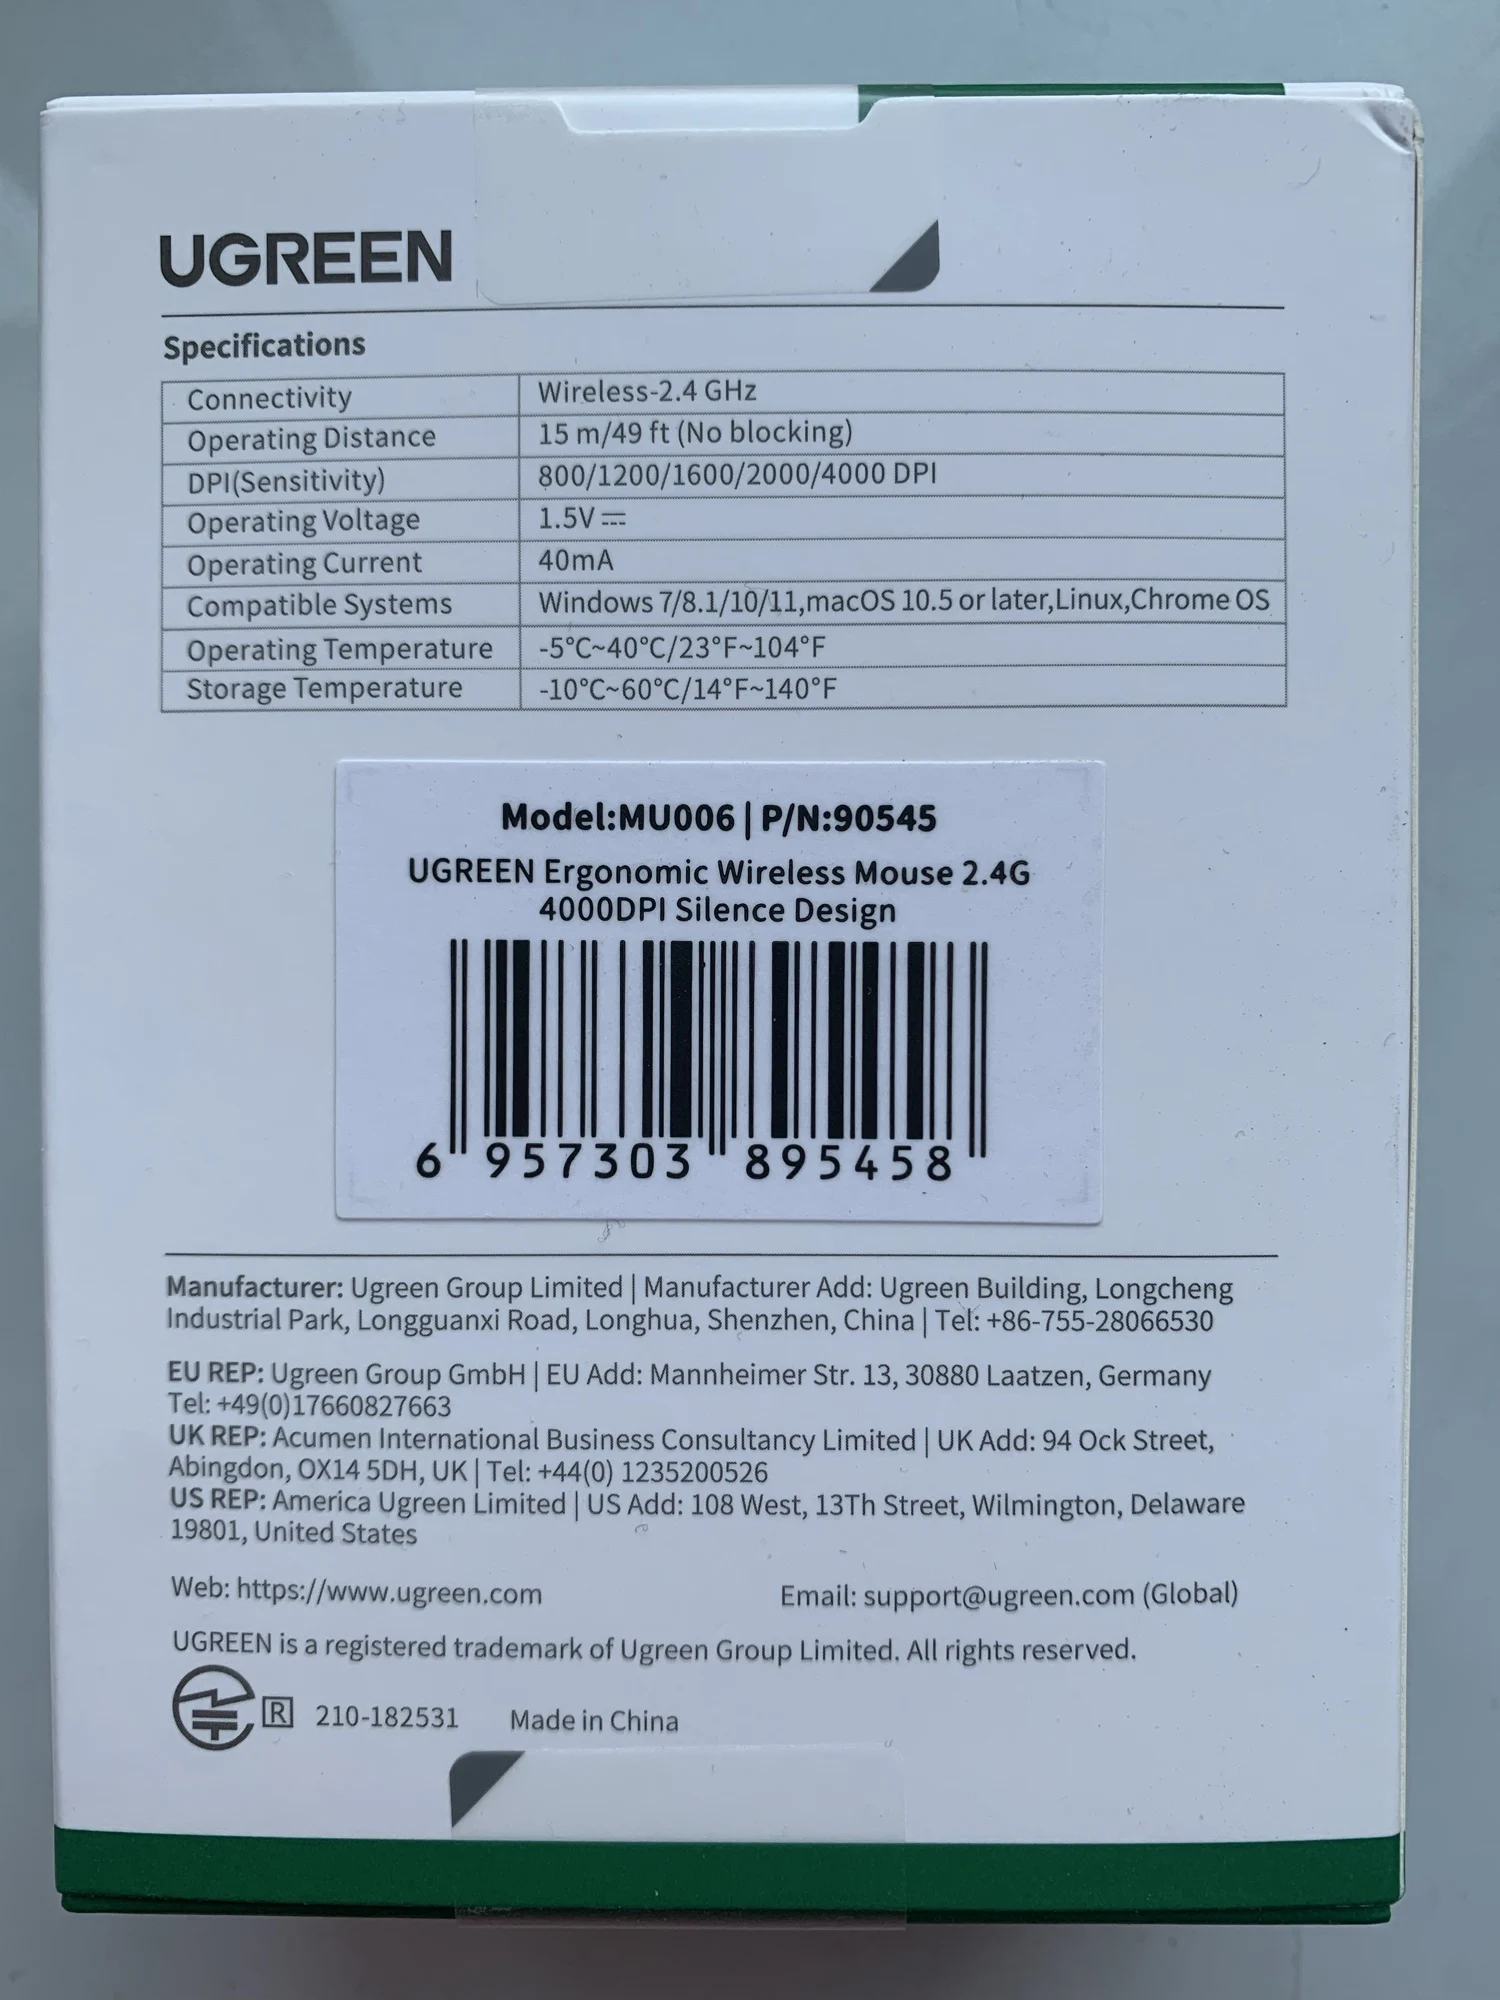 UGREEN
Specifications
Connectivity Wireless-2.4 GHz
Operating Distance 15 m/49 ft (No blocking)
DPI(Sensitivity) 800/1200/1600/2000/4000 DPI
Operating Voltage 1.5V⎓
Operating Current 40mA
Compatible Systems Windows 7/8.1/10/11,macOS 10.5 or later,Linux,Chrome OS
Operating Temperature -5°C~40°C/23°F~104°F
Storage Temperature -10°C~60°C/14°F~140°F
Model:MU006 | P/N:90545
UGREEN Ergonomic Wireless Mouse 2.4G
4000DPI Silence Design
6 957303 895458
Manufacturer: Ugreen Group Limited | Manufacturer Add: Ugreen Building, Longcheng
Industrial Park, Longguanxi Road, Longhua, Shenzhen, China | Tel: +86-755-28066530
EU REP: Ugreen Group GmbH | EU Add: Mannheimer Str. 13, 30880 Laatzen, Germany
Tel: +49(0)17660827663
UK REP: Acumen International Business Consultancy Limited | UK Add: 94 Ock Street,
Abingdon, OX14 5DH, UK | Tel: +44(0) 1235200526
US REP: America Ugreen Limited | US Add: 108 West, 13Th Street, Wilmington, Delaware
19801, United States
Web: https://www.ugreen.com Email: support@ugreen.com (Global)
UGREEN is a registered trademark of Ugreen Group Limited. All rights reserved.
R 210-182531 Made in China